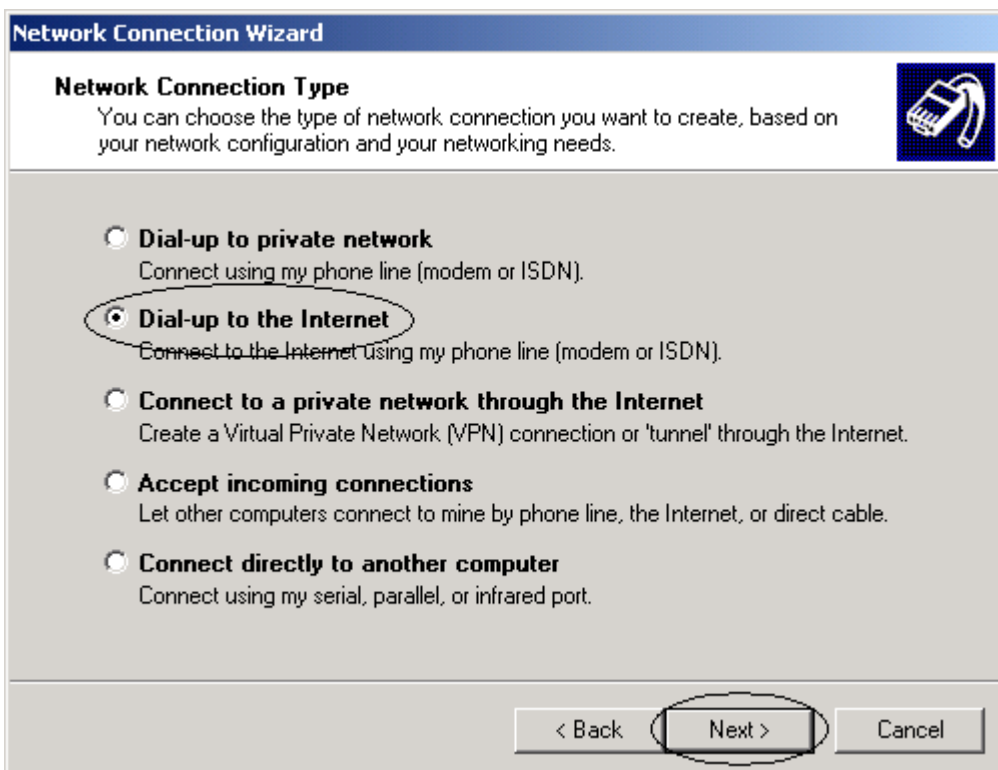 Network Connection Wizard
Network Connection Type
You can choose the type of network connection you want to create, based on
your network configuration and your networking needs.
Dial-up to private network
Connect using my phone line (modem or ISDN).
Dial-up to the Internet
Connect to the Internet using my phone line (modem or ISDN).
Connect to a private network through the Internet
Create a Virtual Private Network (VPN) connection or 'tunnel' through the Internet.
Accept incoming connections
Let other computers connect to mine by phone line, the Internet, or direct cable.
Connect directly to another computer
Connect using my serial, parallel, or infrared port.
< Back Next > Cancel